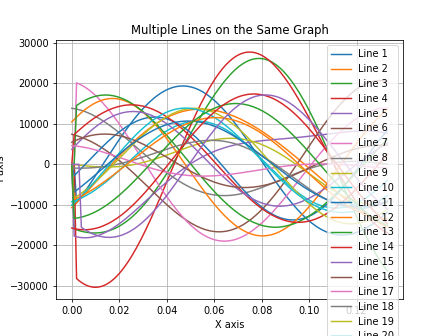 Multiple Lines on the Same Graph
30000
20000
10000
0
−10000
−20000
−30000
0.00
0.02
0.04
0.06
0.08
0.10
X axis
Line 1
Line 2
Line 3
Line 4
Line 5
Line 6
Line 7
Line 8
Line 9
Line 10
Line 11
Line 12
Line 13
Line 14
Line 15
Line 16
Line 17
Line 18
Line 19
Line 20